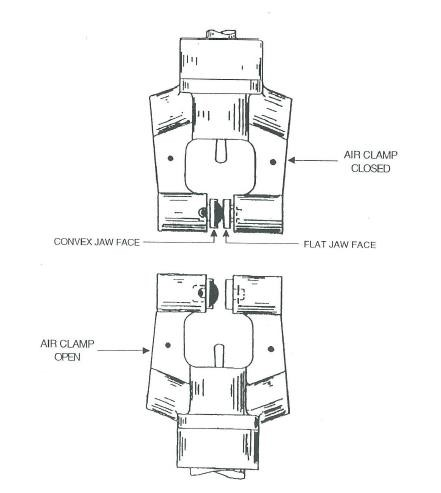 AIR CLAMP
CLOSED
CONVEX JAW FACE
FLAT JAW FACE
AIR CLAMP
OPEN